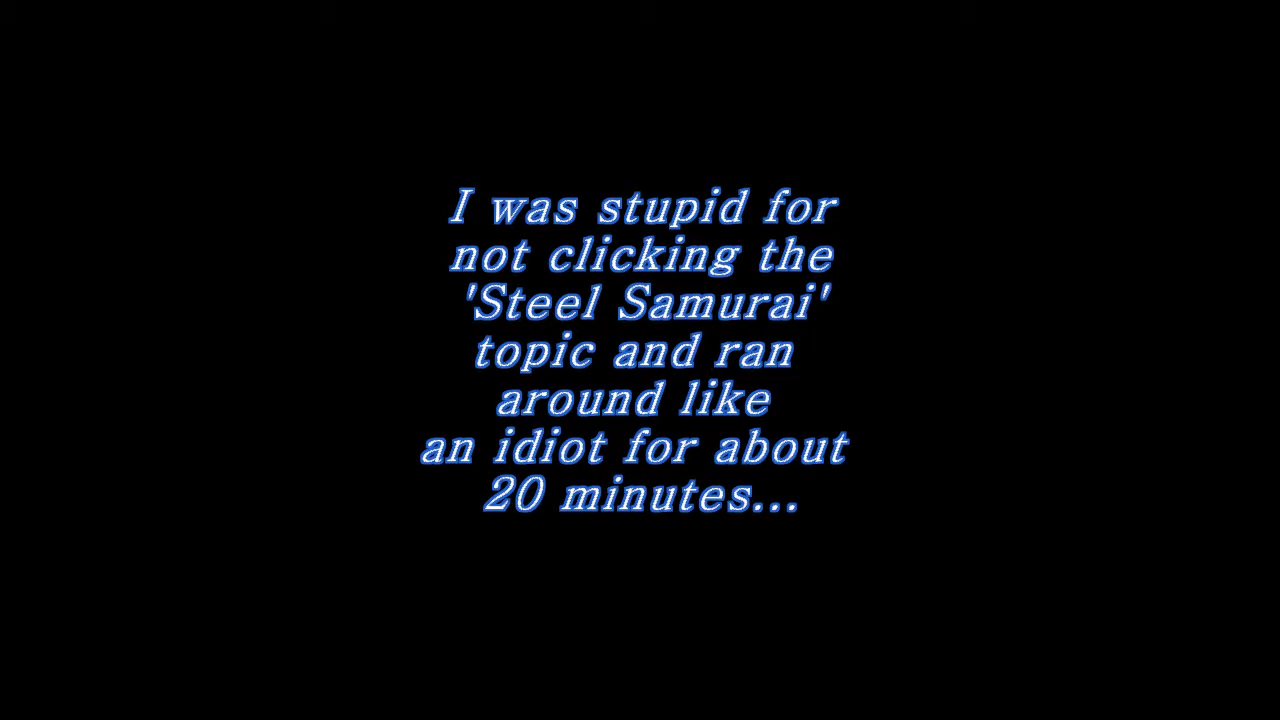 I was stupid for
not clicking the
'Steel Samurai'
topic and ran
around like
an idiot for about
20 minutes...